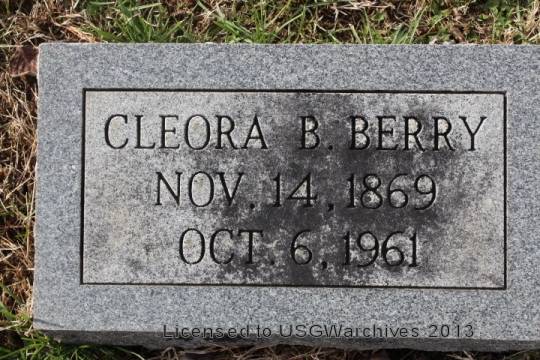 CLEORA B. BERRY
NOV. 14, 1869
OCT. 6, 1961
Licensed to USGWarchives 2013